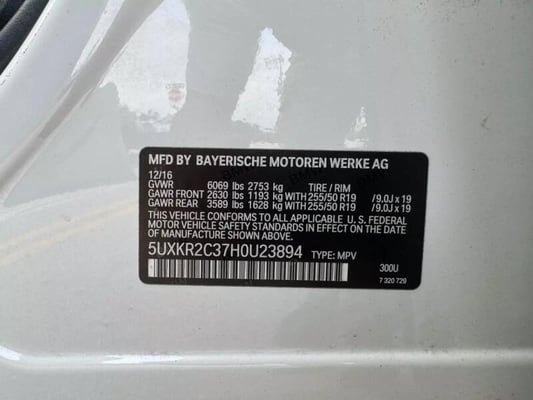 MFD BY BAYERISCHE MOTOREN WERKE AG
12/16
GVWR 6069 lbs 2753 kg TIRE / RIM
GAWR FRONT 2630 lbs 1193 kg WITH 255/50 R19 /9.0J x 19
GAWR REAR 3589 lbs 1628 kg WITH 255/50 R19 /9.0J x 19
THIS VEHICLE CONFORMS TO ALL APPLICABLE U.S. FEDERAL
MOTOR VEHICLE SAFETY STANDARDS IN EFFECT ON
THE DATE OF MANUFACTURE SHOWN ABOVE.
5UXKR2C37H0U23894 TYPE: MPV
300U
7 320 729